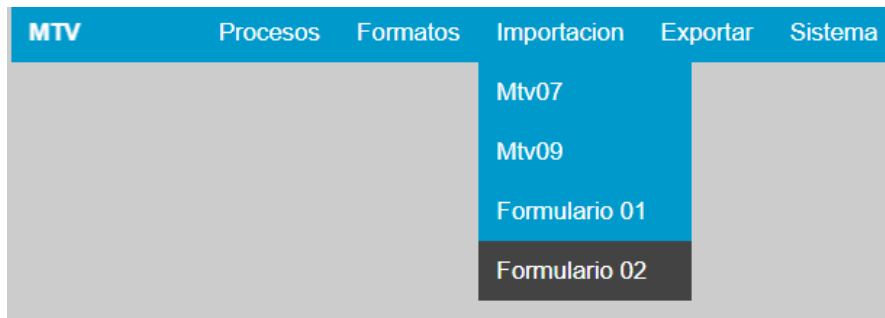 MTV Procesos Formatos Importacion Exportar Sistema
Mtv07
Mtv09
Formulario 01
Formulario 02